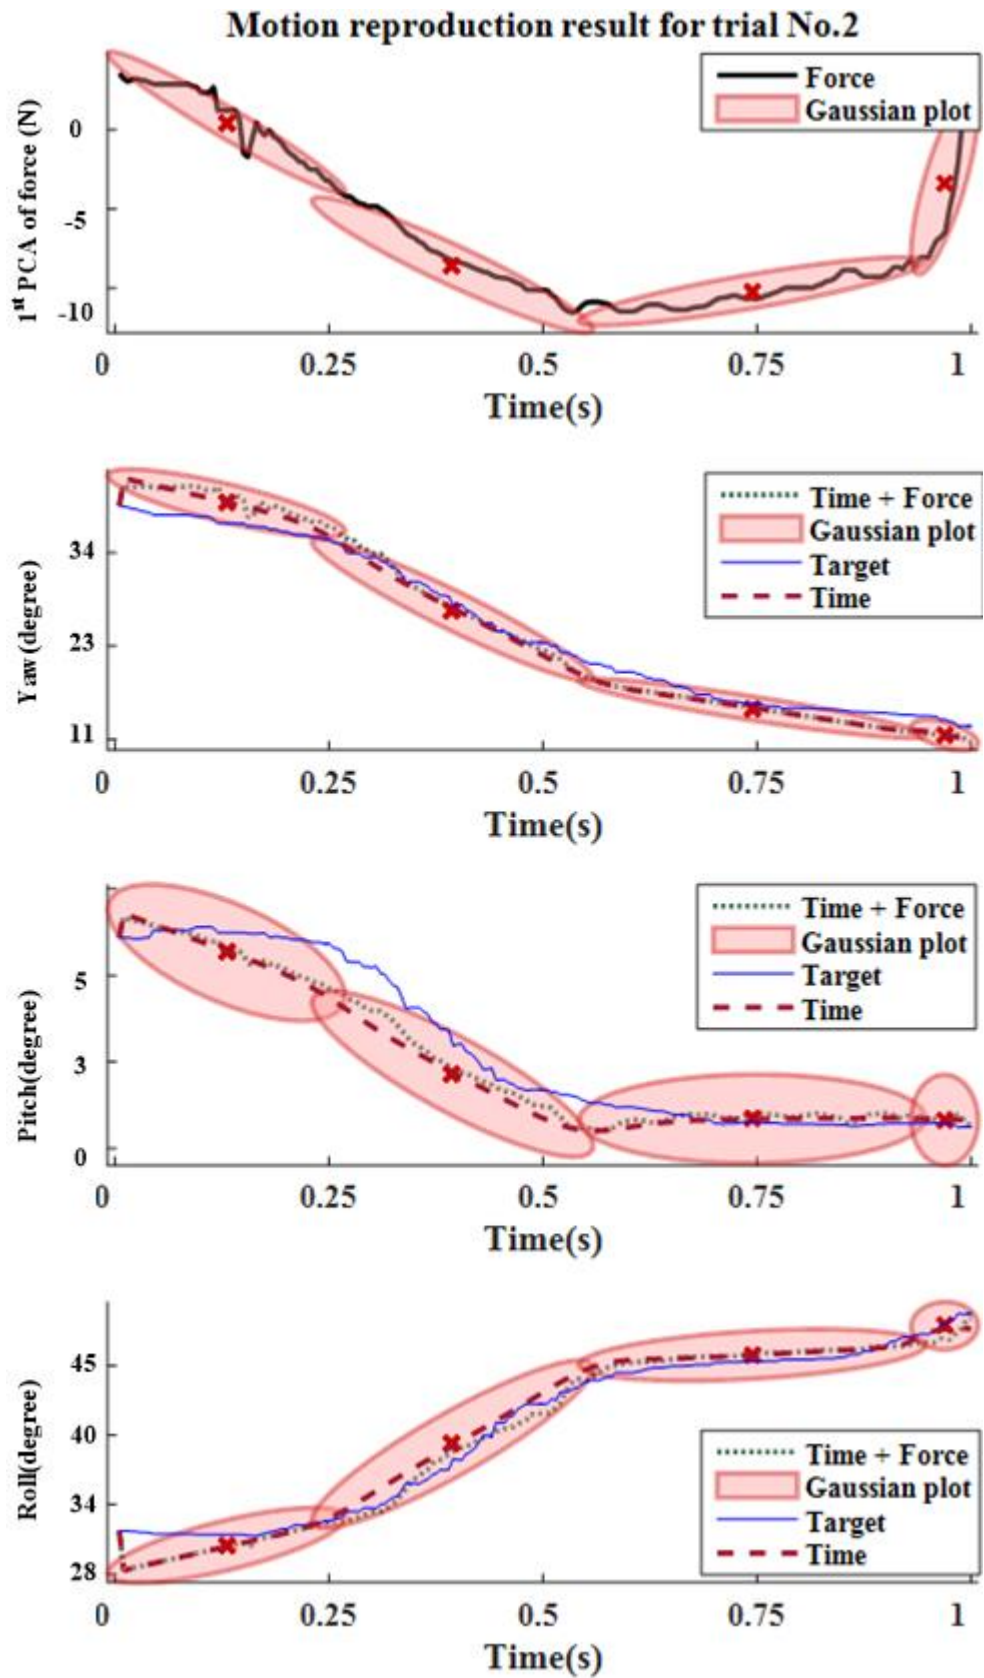 Motion reproduction result for trial No.2
Force
Gaussian plot
1st PCA of force (N)
0
-5
-10
0 0.25 0.5 0.75 1
Time(s)
Time + Force
Gaussian plot
Target
Time
Yaw(degree)
34
23
11
0 0.25 0.5 0.75 1
Time(s)
Time + Force
Gaussian plot
Target
Time
Pitch(degree)
5
3
0
0 0.25 0.5 0.75 1
Time(s)
Roll(degree)
45
40
34
28
Time + Force
Gaussian plot
Target
Time
0 0.25 0.5 0.75 1
Time(s)